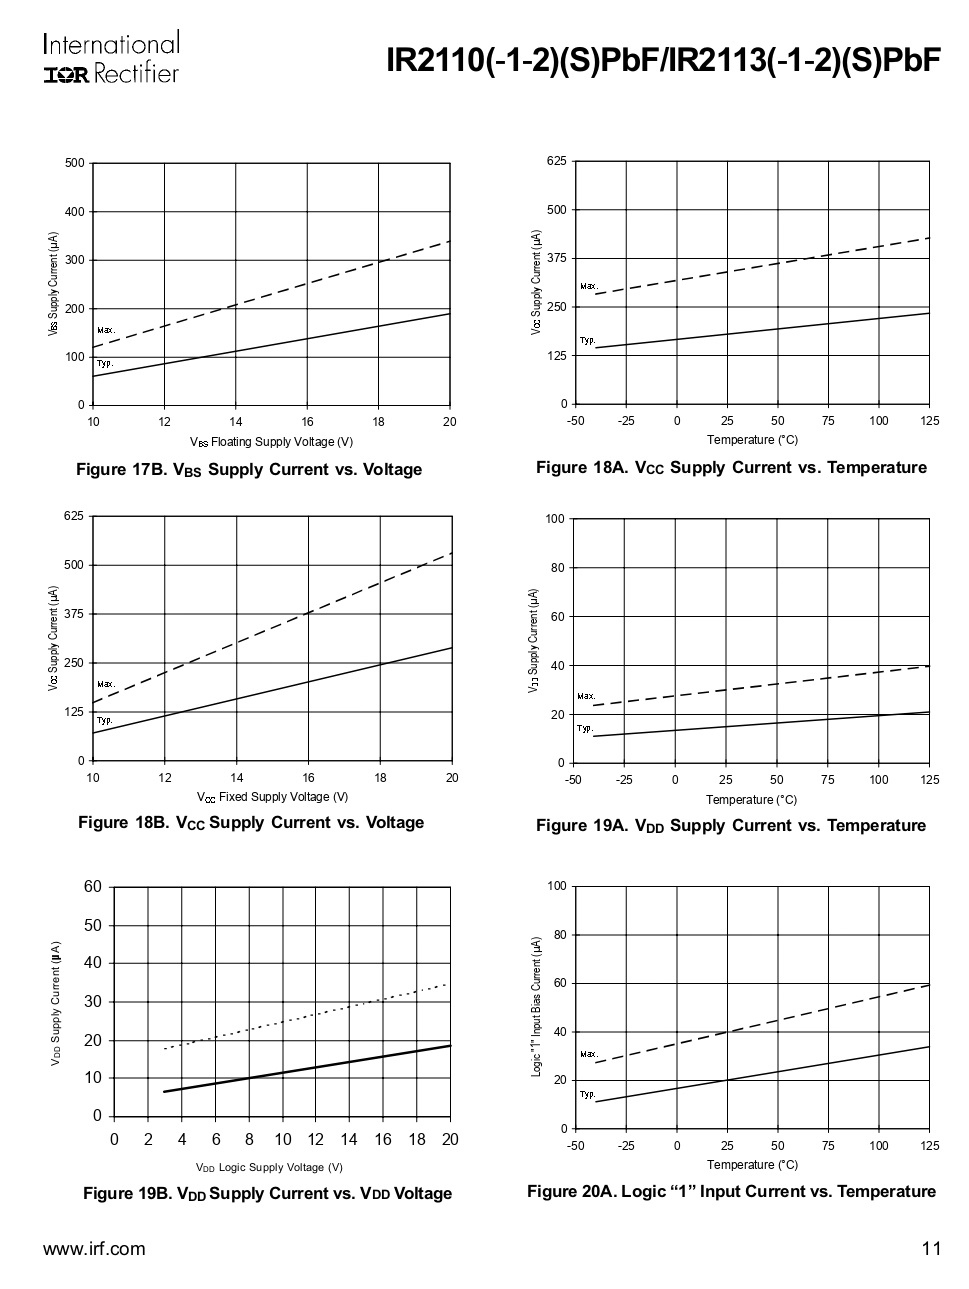 International
IOR Rectifier
IR2110(-1-2)(S)PbF/IR2113(-1-2)(S)PbF
500
400
300
200
100
0
VBS Supply Current (µA)
Max.
Typ.
10 12 14 16 18 20
VBS Floating Supply Voltage (V)
Figure 17B. VBS Supply Current vs. Voltage
625
500
375
250
125
0
VCC Supply Current (µA)
Max.
Typ.
-50 -25 0 25 50 75 100 125
Temperature (°C)
Figure 18A. VCC Supply Current vs. Temperature
625
500
375
250
125
0
VCC Supply Current (µA)
Max.
Typ.
10 12 14 16 18 20
VCC Fixed Supply Voltage (V)
Figure 18B. VCC Supply Current vs. Voltage
100
80
60
40
20
0
VDD Supply Current (µA)
Max.
Typ.
-50 -25 0 25 50 75 100 125
Temperature (°C)
Figure 19A. VDD Supply Current vs. Temperature
60
50
40
30
20
10
0
VDD Supply Current (µA)
0 2 4 6 8 10 12 14 16 18 20
VDD Logic Supply Voltage (V)
Figure 19B. VDD Supply Current vs. VDD Voltage
100
80
60
40
20
0
Logic "1" Input Bias Current (µA)
Max.
Typ.
-50 -25 0 25 50 75 100 125
Temperature (°C)
Figure 20A. Logic “1” Input Current vs. Temperature
www.irf.com
11